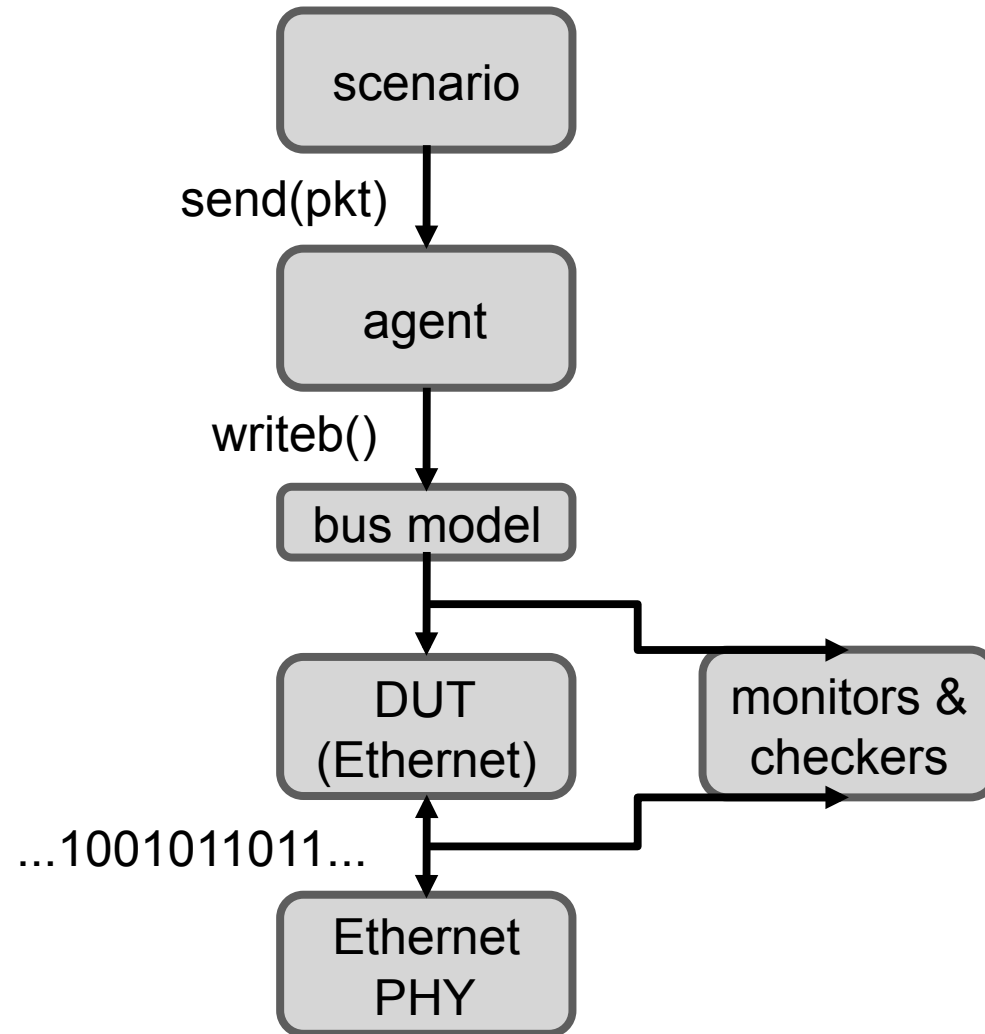 scenario
send(pkt)
agent
writeb()
bus model
DUT
(Ethernet)
monitors &
checkers
...1001011011...
Ethernet
PHY